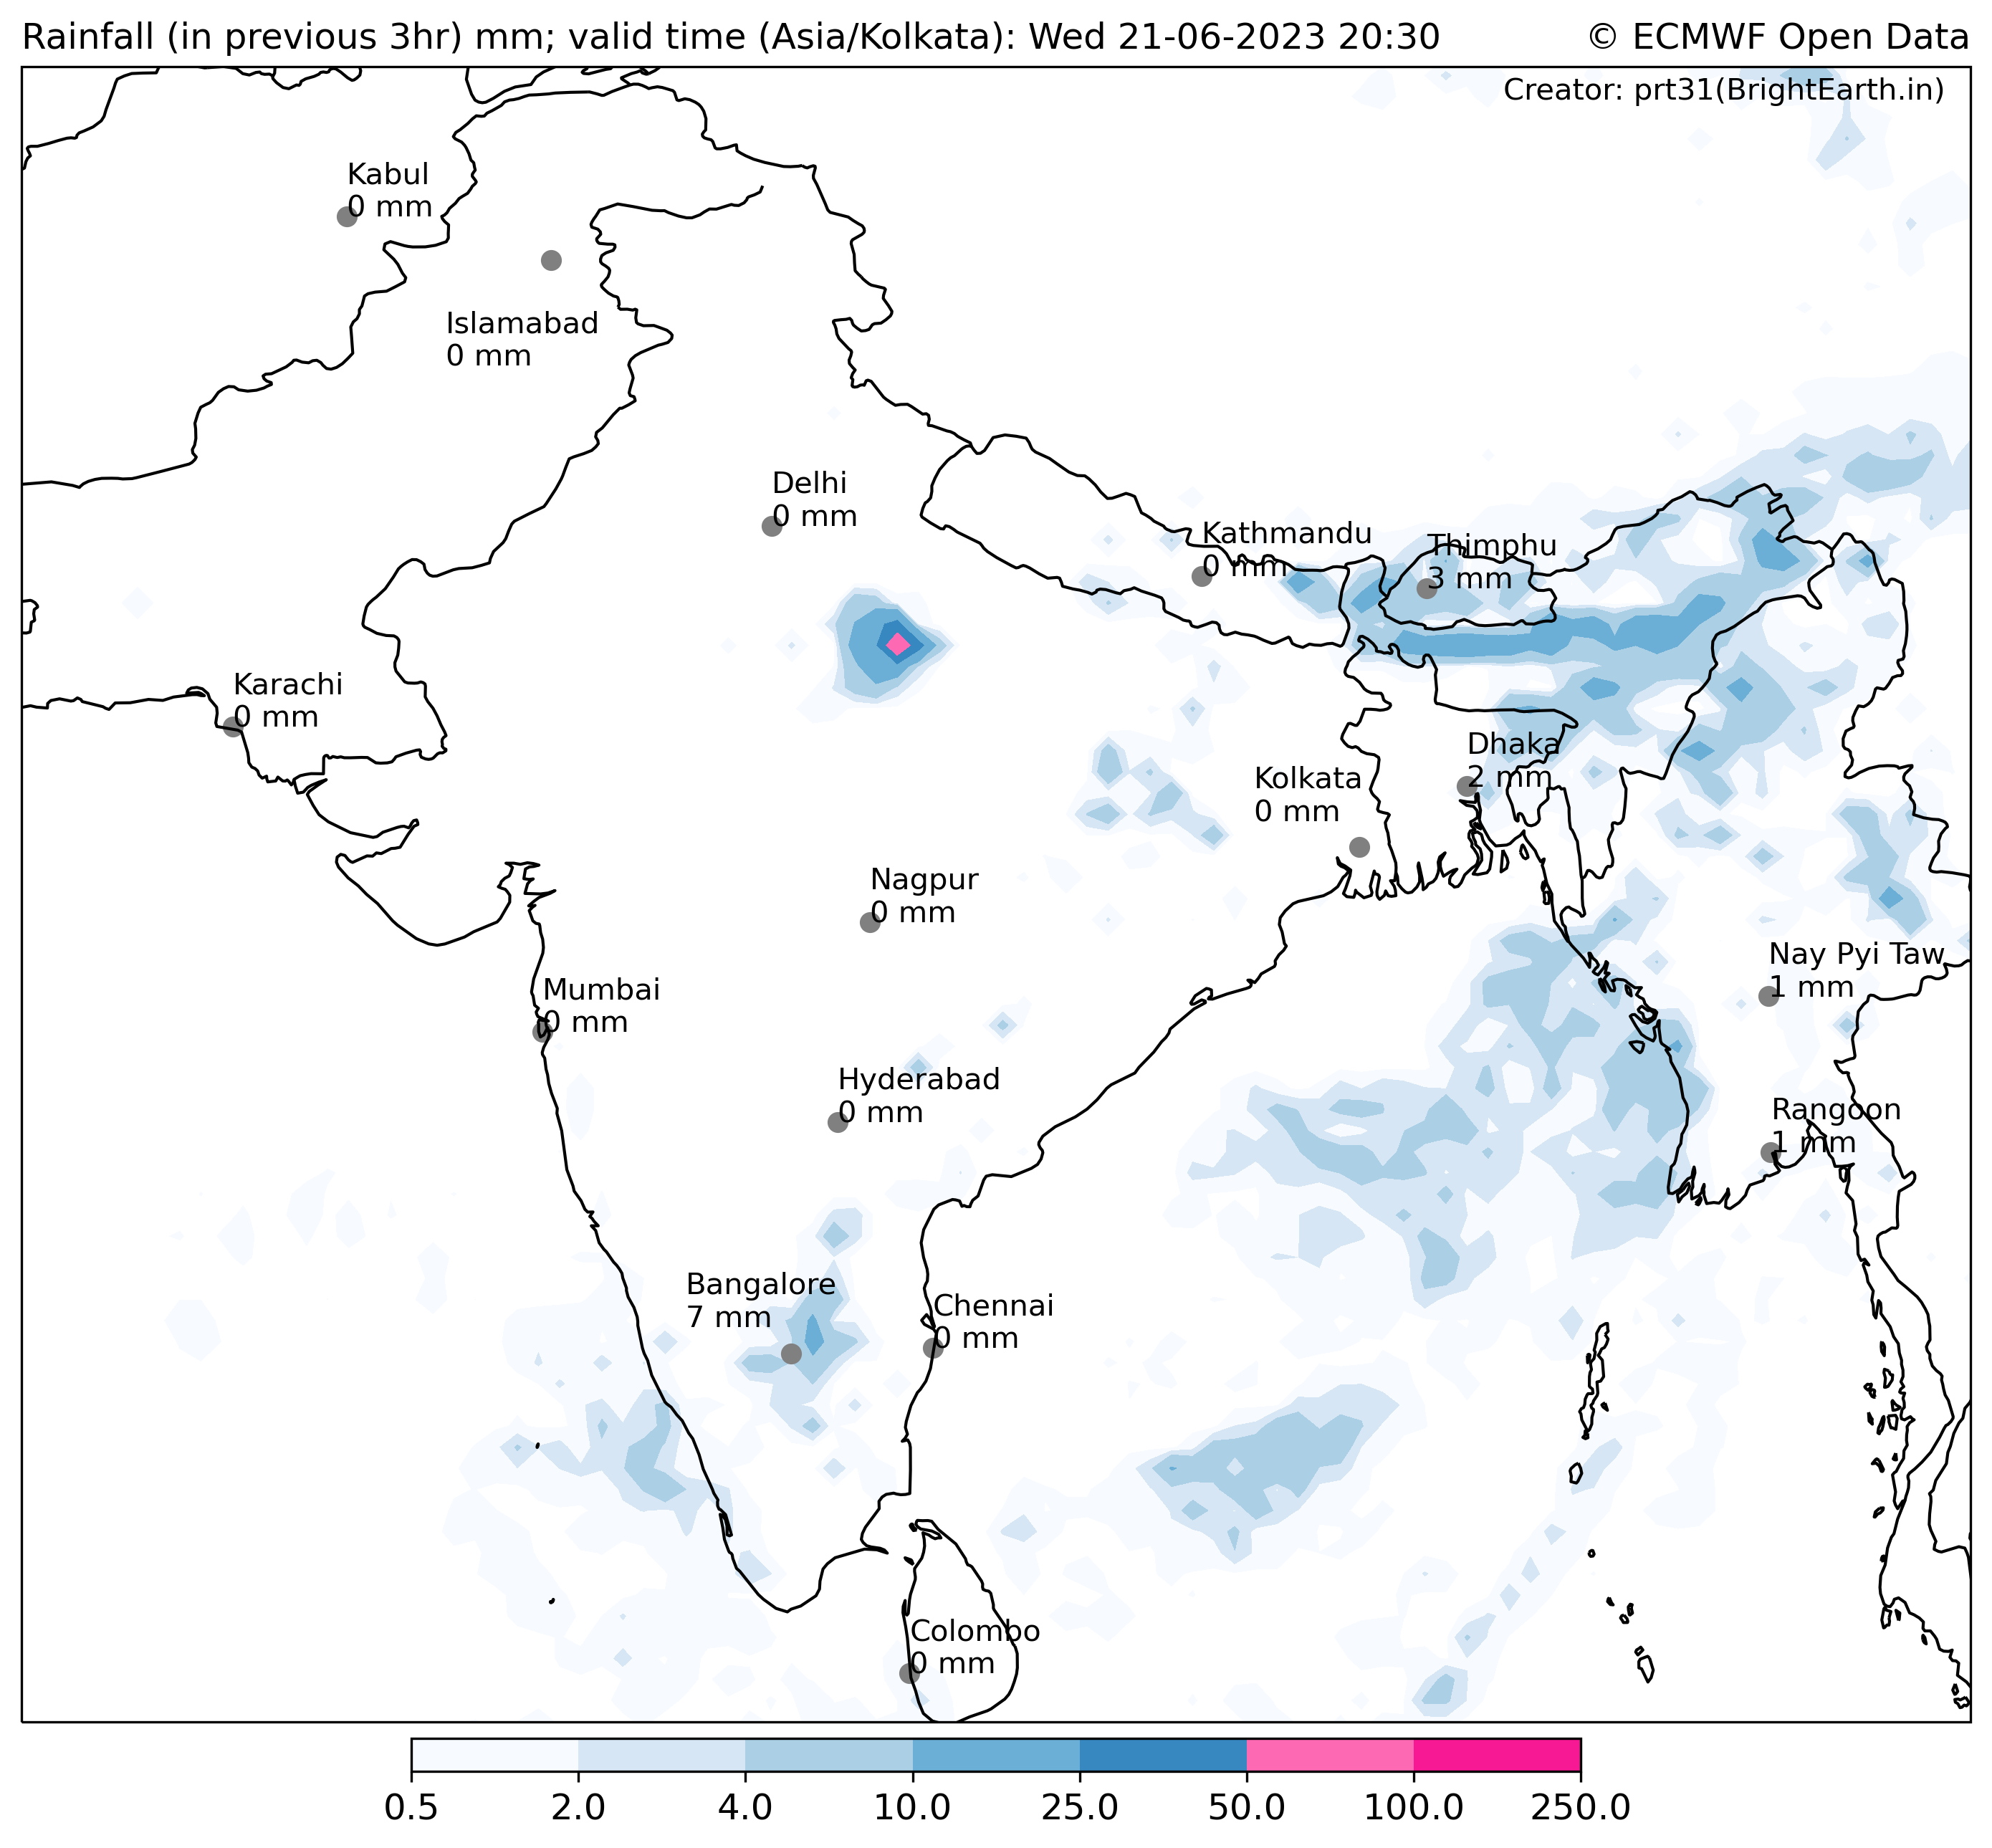 Rainfall (in previous 3hr) mm; valid time (Asia/Kolkata): Wed 21-06-2023 20:30
© ECMWF Open Data
Creator: prt31(BrightEarth.in)
Kabul
0 mm
Islamabad
0 mm
Delhi
0 mm
Kathmandu
0 mm
Thimphu
3 mm
Karachi
0 mm
Dhaka
2 mm
Kolkata
0 mm
Nagpur
0 mm
Nay Pyi Taw
1 mm
Mumbai
0 mm
Hyderabad
0 mm
Rangoon
1 mm
Bangalore
7 mm
Chennai
0 mm
Colombo
0 mm
0.5 2.0 4.0 10.0 25.0 50.0 100.0 250.0